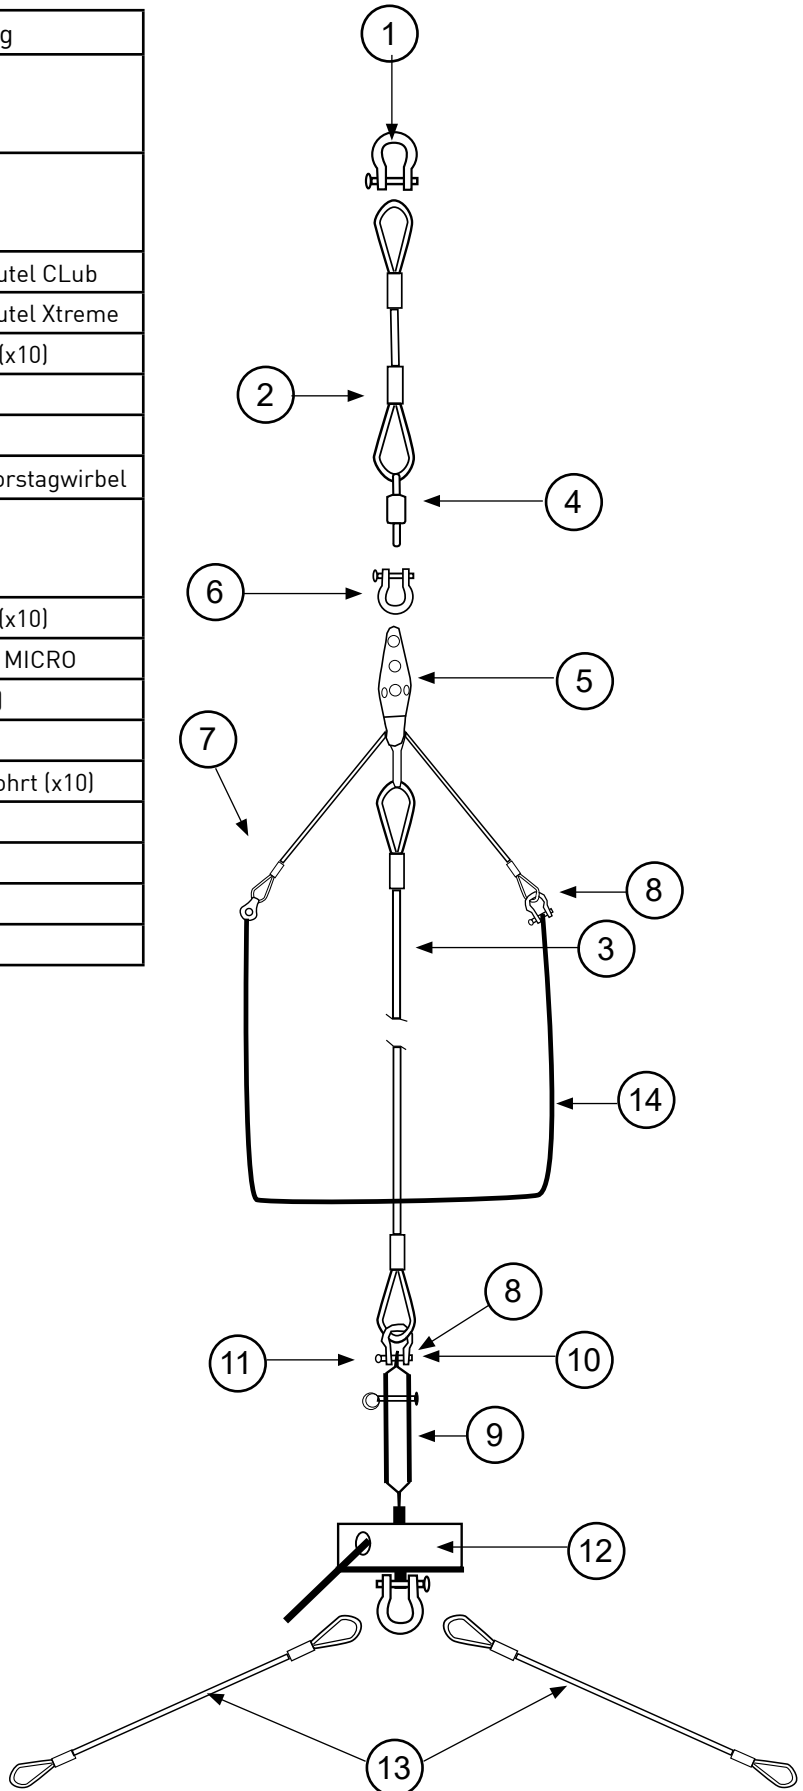 g
utel CLub
utel Xtreme
(x10)
orstagwirbel
(x10)
MICRO
)
ohrt (x10)
1
2
4
6
5
7
8
3
14
8
11
10
9
12
13